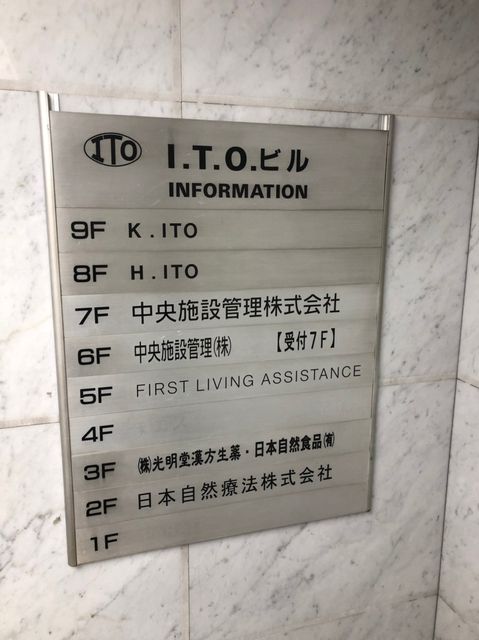 ITO I.T.O.ビル
INFORMATION
9F K.ITO
8F H.ITO
7F 中央施設管理株式会社
6F 中央施設管理㈱ 【受付7F】
5F FIRST LIVING ASSISTANCE
4F
3F ㈱光明堂漢方生薬・日本自然食品㈲
2F 日本自然療法株式会社
1F